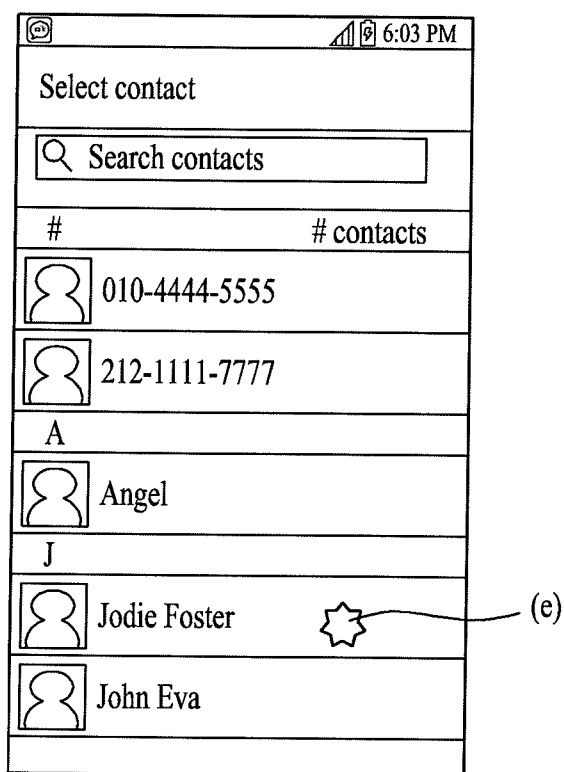 6:03 PM
Select contact
Search contacts
# # contacts
010-4444-5555
212-1111-7777
A
Angel
J
Jodie Foster
(e)
John Eva